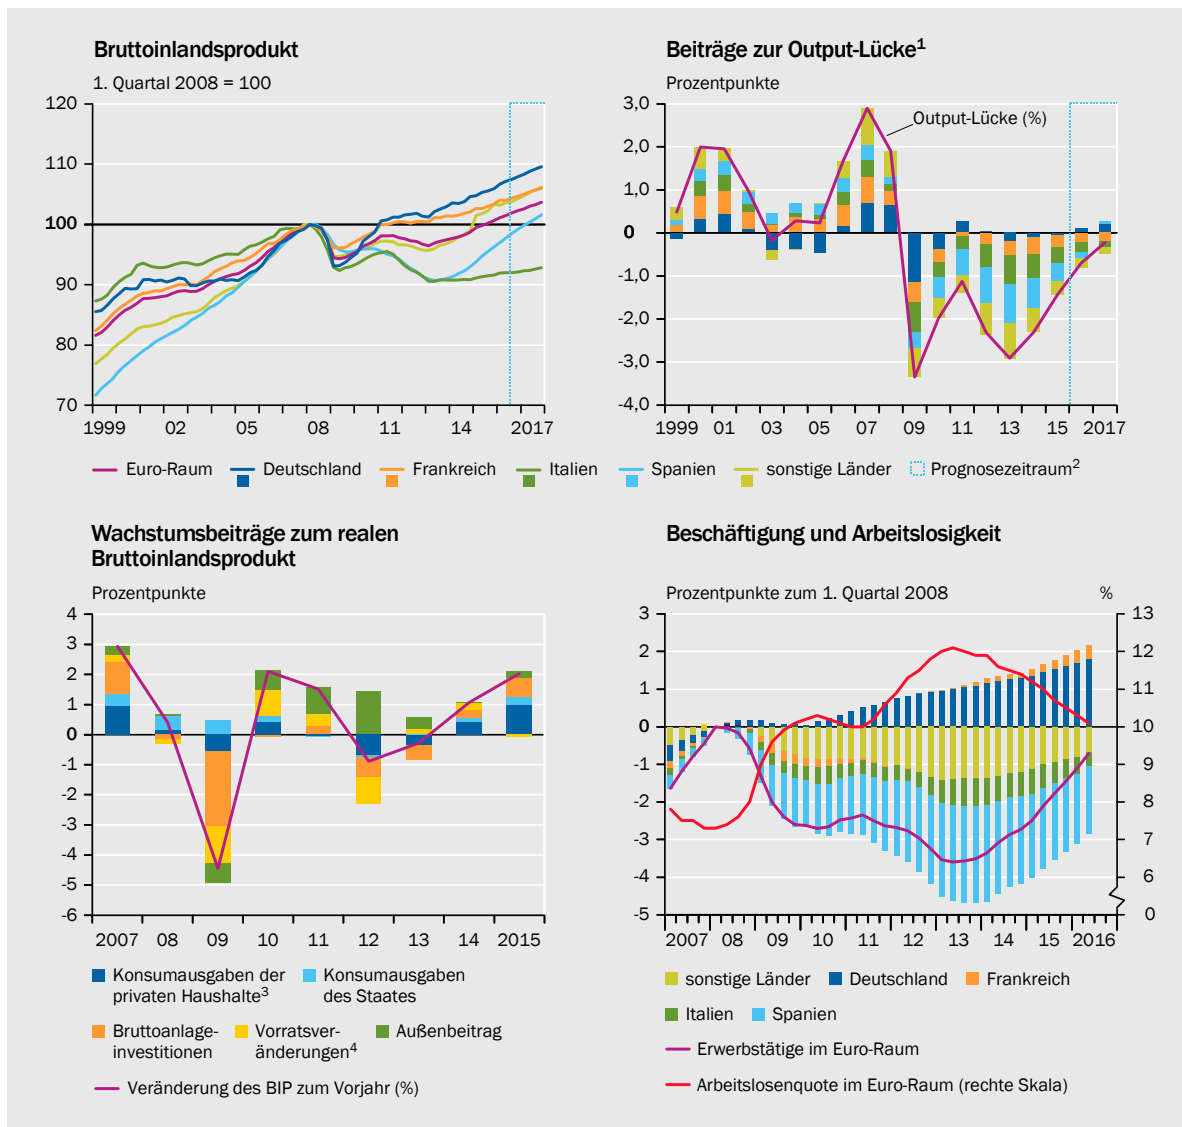 Bruttoinlandsprodukt
1. Quartal 2008 = 100
120
110
100
90
80
70
1999 02 05 08 11 14 2017
Beiträge zur Output-Lücke1
Prozentpunkte
3,0
2,0
1,0
0
-1,0
-2,0
-3,0
-4,0
Output-Lücke (%)
1999 01 03 05 07 09 11 13 15 2017
Euro-Raum Deutschland Frankreich Italien Spanien sonstige Länder Prognosezeitraum2
Wachstumsbeiträge zum realen
Bruttoinlandsprodukt
Prozentpunkte
4
3
2
1
0
-1
-2
-3
-4
-5
-6
2007 08 09 10 11 12 13 14 2015
Konsumausgaben der
privaten Haushalte3
Konsumausgaben
des Staates
Bruttoanlage-
investitionen
Vorratsver-
änderungen4
Außenbeitrag
Veränderung des BIP zum Vorjahr (%)
Beschäftigung und Arbeitslosigkeit
Prozentpunkte zum 1. Quartal 2008 %
3
2
1
0
-1
-2
-3
-4
-5
13
12
11
10
9
8
7
6
0
2007 08 09 10 11 12 13 14 15 2016
sonstige Länder Deutschland Frankreich
Italien Spanien
Erwerbstätige im Euro-Raum
Arbeitslosenquote im Euro-Raum (rechte Skala)